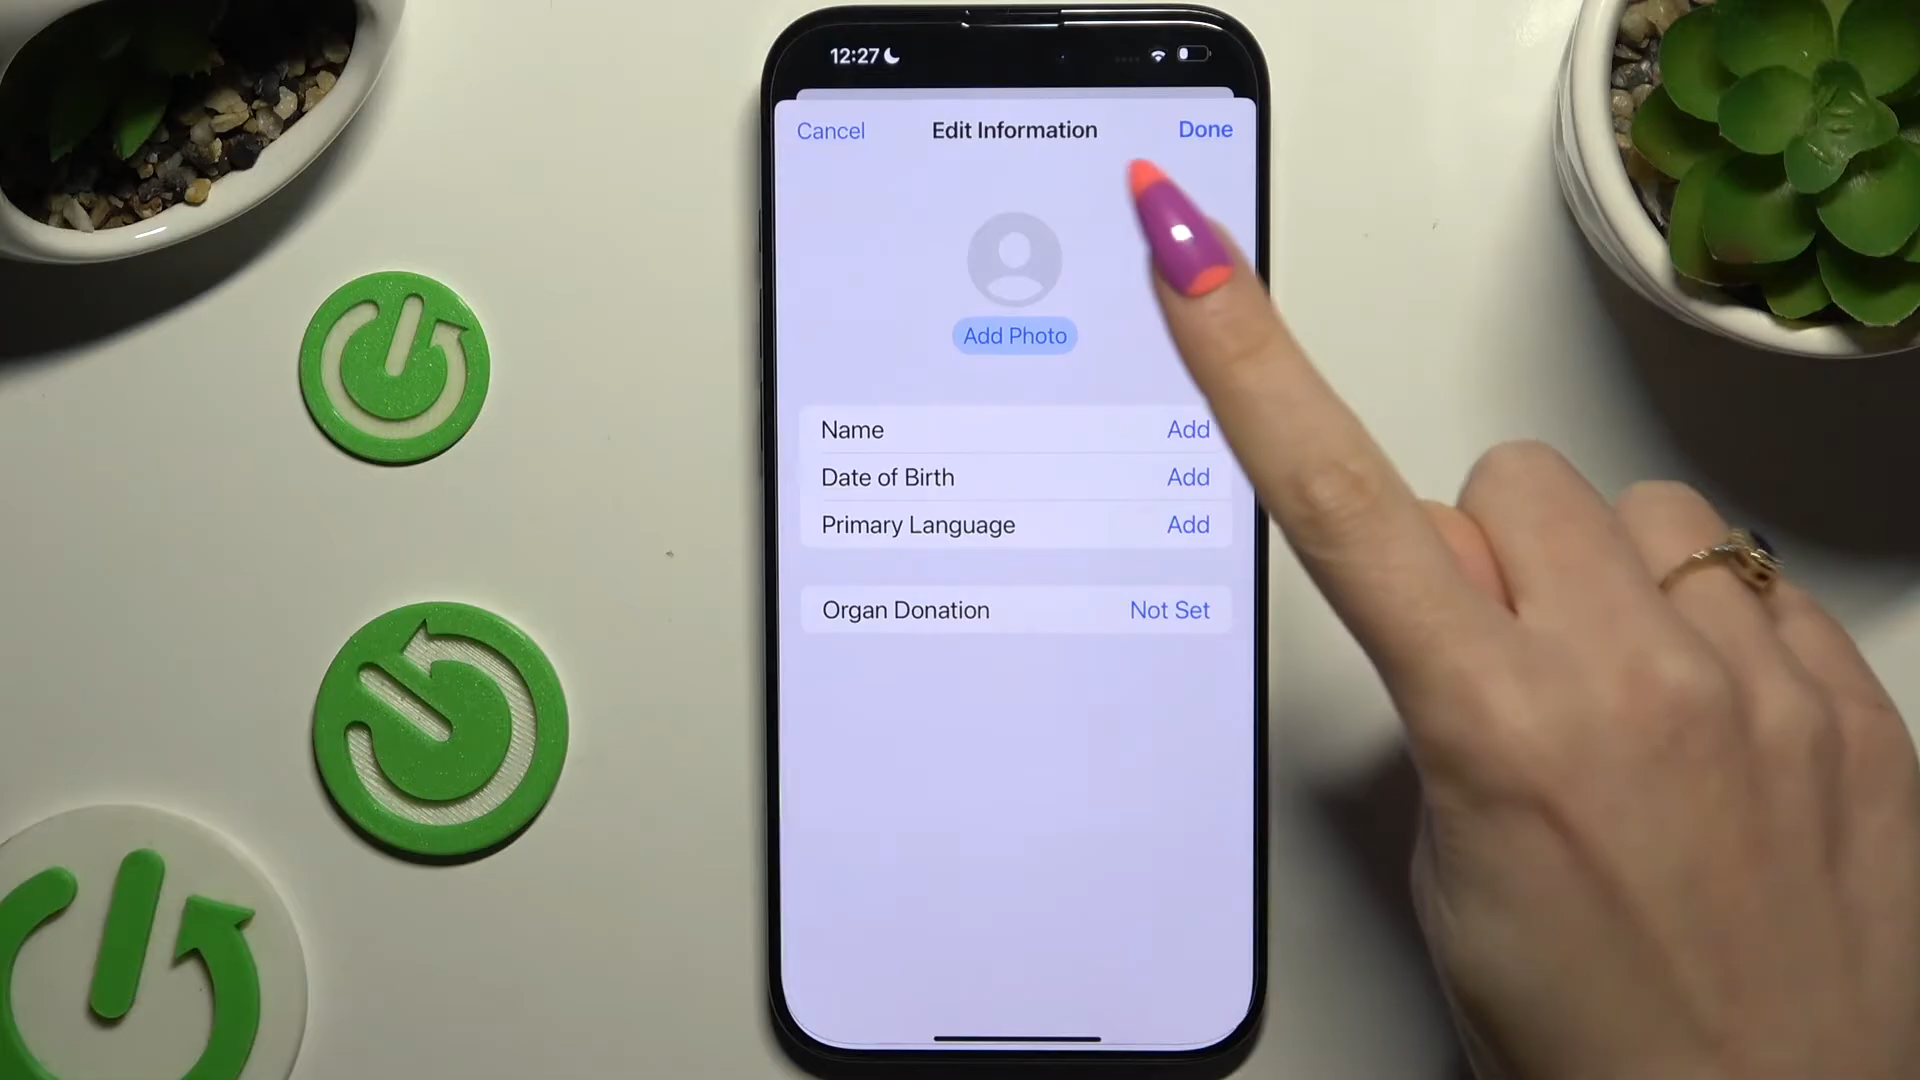 12:27
Cancel Edit Information Done
Add Photo
Name Add
Date of Birth Add
Primary Language Add
Organ Donation Not Set